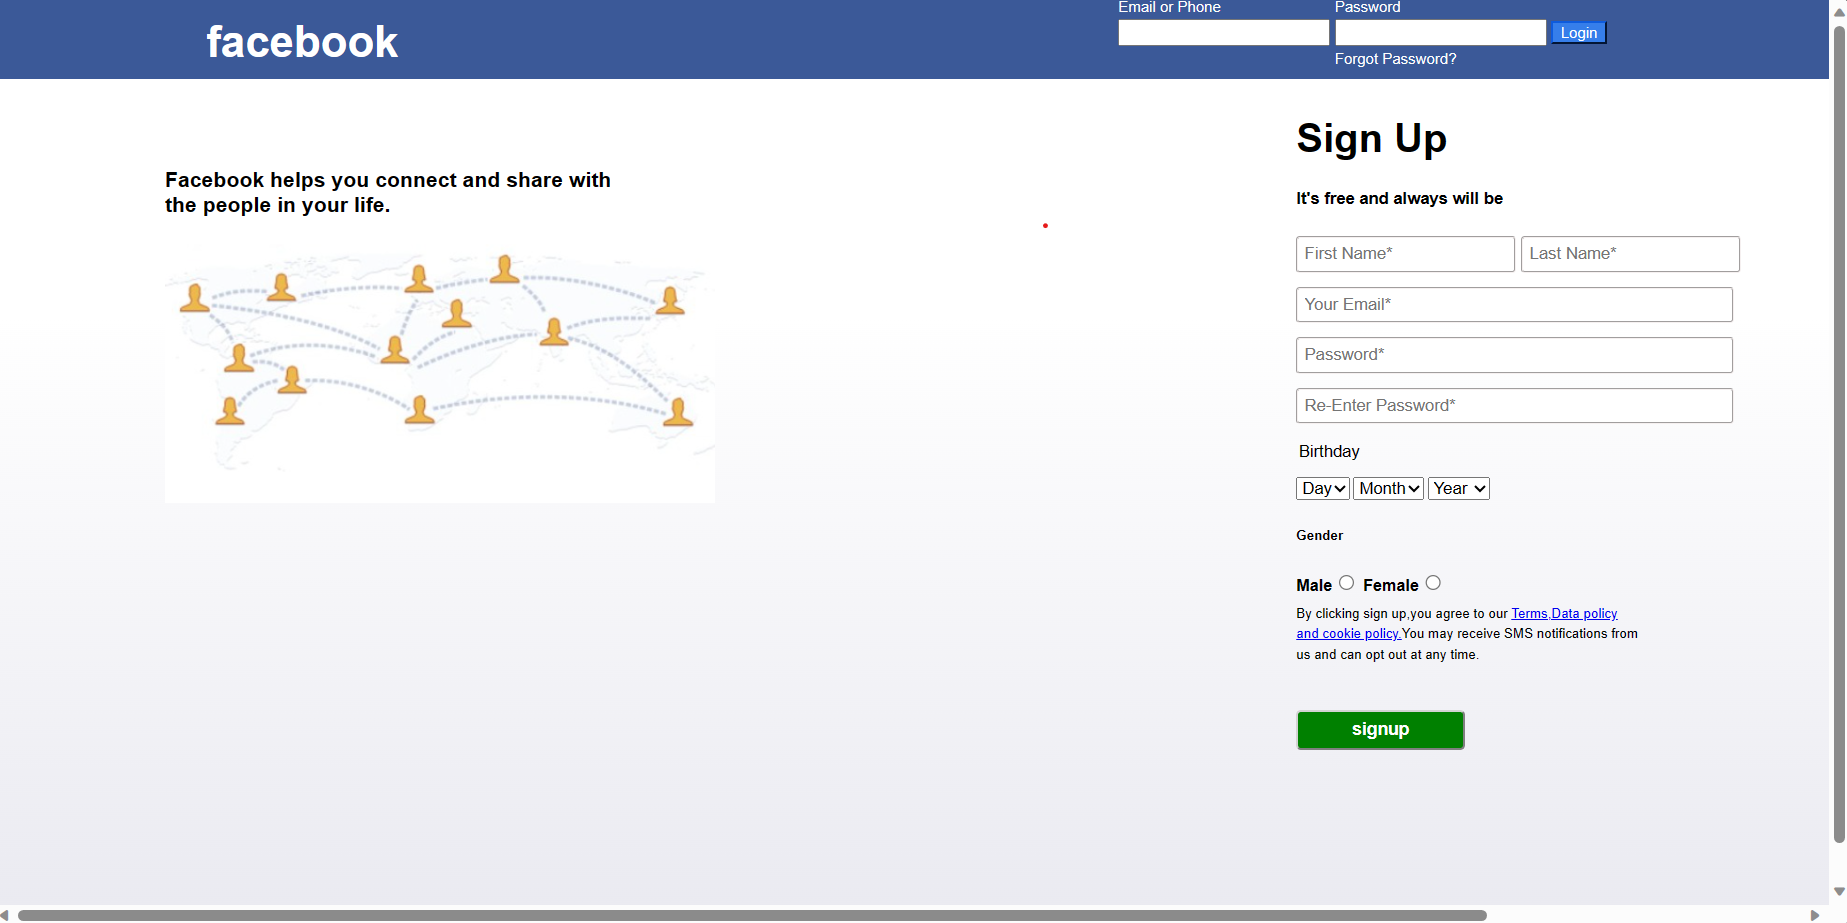 facebook
Email or Phone
Password
Login
Forgot Password?
Facebook helps you connect and share with
the people in your life.
Sign Up
It's free and always will be
First Name*
Last Name*
Your Email*
Password*
Re-Enter Password*
Birthday
Day Month Year
Gender
Male Female
By clicking sign up,you agree to our Terms,Data policy
and cookie policy.You may receive SMS notifications from
us and can opt out at any time.
signup